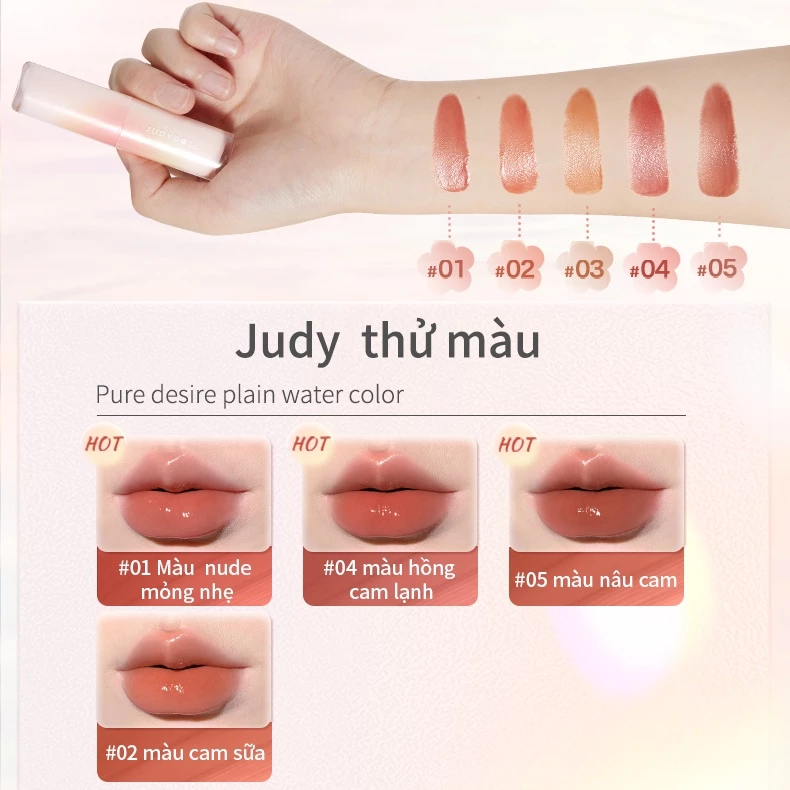 #01
#02
#03
#04
#05
Judy thử màu
Pure desire plain water color
HOT
HOT
HOT
#01 Màu nude
mỏng nhẹ
#04 màu hồng
cam lạnh
#05 màu nâu cam
#02 màu cam sữa